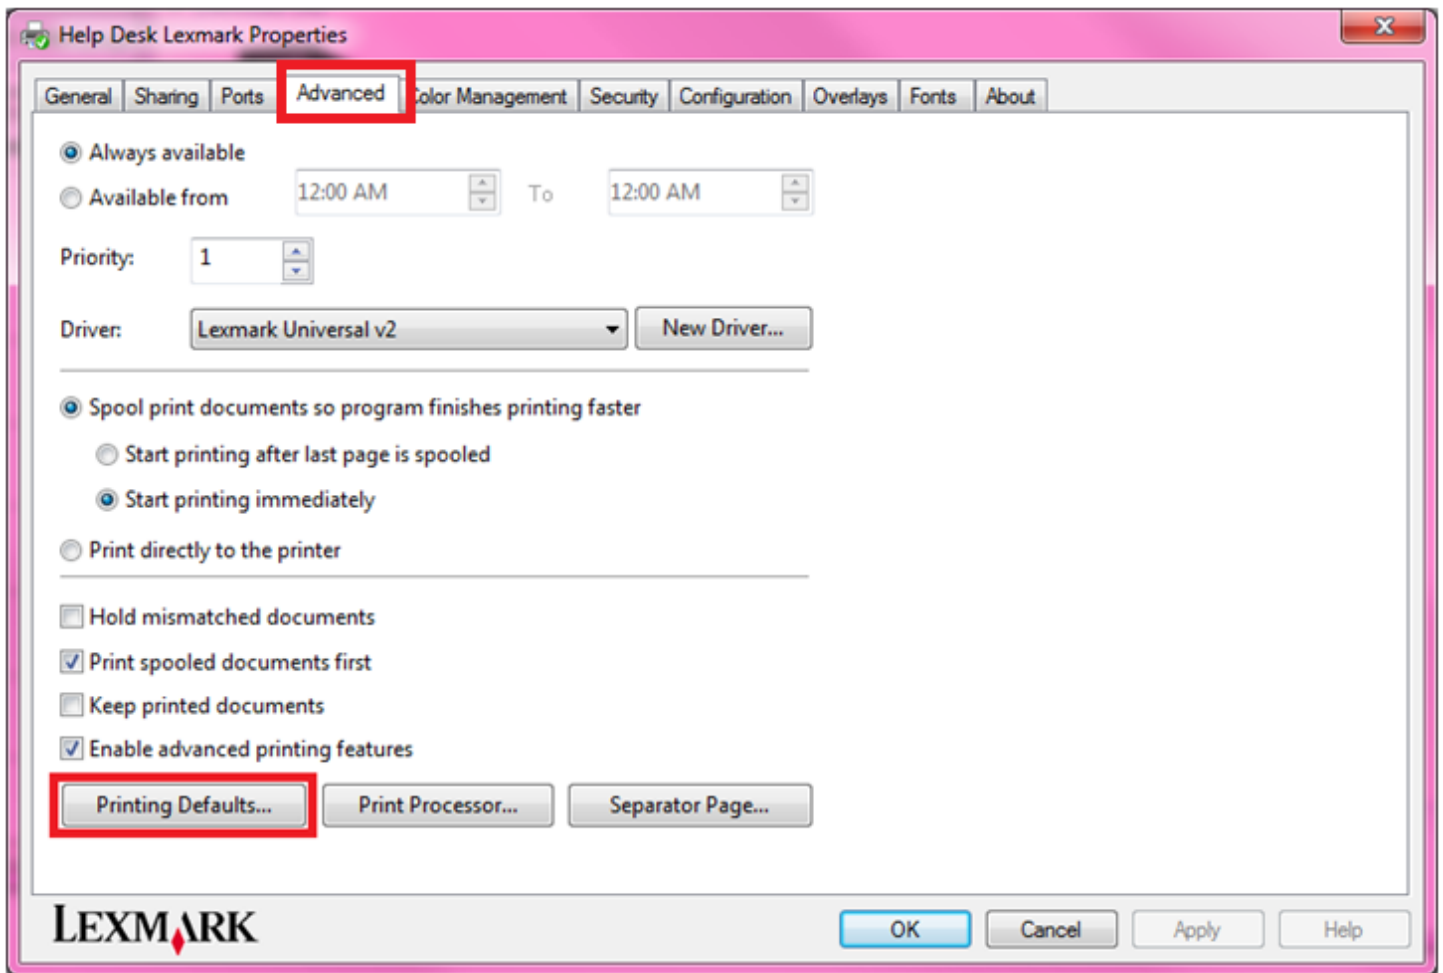 Help Desk Lexmark Properties
General Sharing Ports Advanced Color Management Security Configuration Overlays Fonts About
Always available
Available from 12:00 AM To 12:00 AM
Priority: 1
Driver: Lexmark Universal v2 New Driver...
Spool print documents so program finishes printing faster
Start printing after last page is spooled
Start printing immediately
Print directly to the printer
Hold mismatched documents
Print spooled documents first
Keep printed documents
Enable advanced printing features
Printing Defaults... Print Processor... Separator Page...
LEXMARK OK Cancel Apply Help